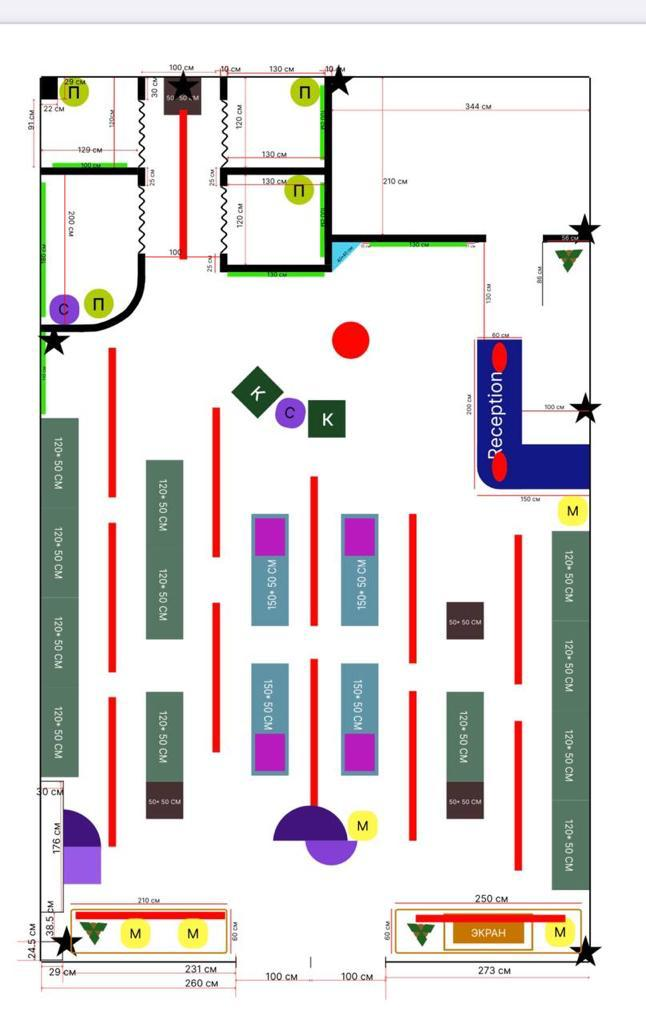 100 см
10 см
130 см
10 см
29 см
П
30 см
50*50 СМ
П
22 см
344 см
91 см
120см
120 см
129 см
100 см
130 см
25 см
25 см
130 см
П
210 см
200 см
120 см
180 см
100
25 см
130 см
130 см
56 см
86 см
130 см
С
П
60 см
К
С
К
200 см
Reception
100 см
150 см
М
120* 50 СМ
120* 50 СМ
120* 50 СМ
120* 50 СМ
120* 50 СМ
120* 50 СМ
120* 50 СМ
50* 50 СМ
150* 50 СМ
150* 50 СМ
150* 50 СМ
150* 50 СМ
50* 50 СМ
120* 50 СМ
50* 50 СМ
120* 50 СМ
120* 50 СМ
120* 50 СМ
120* 50 СМ
30 см
176 см
М
38.5 см
24.5 см
210 см
М
М
60 см
250 см
60 см
ЭКРАН
М
29 см
231 см
260 см
100 см
100 см
273 см